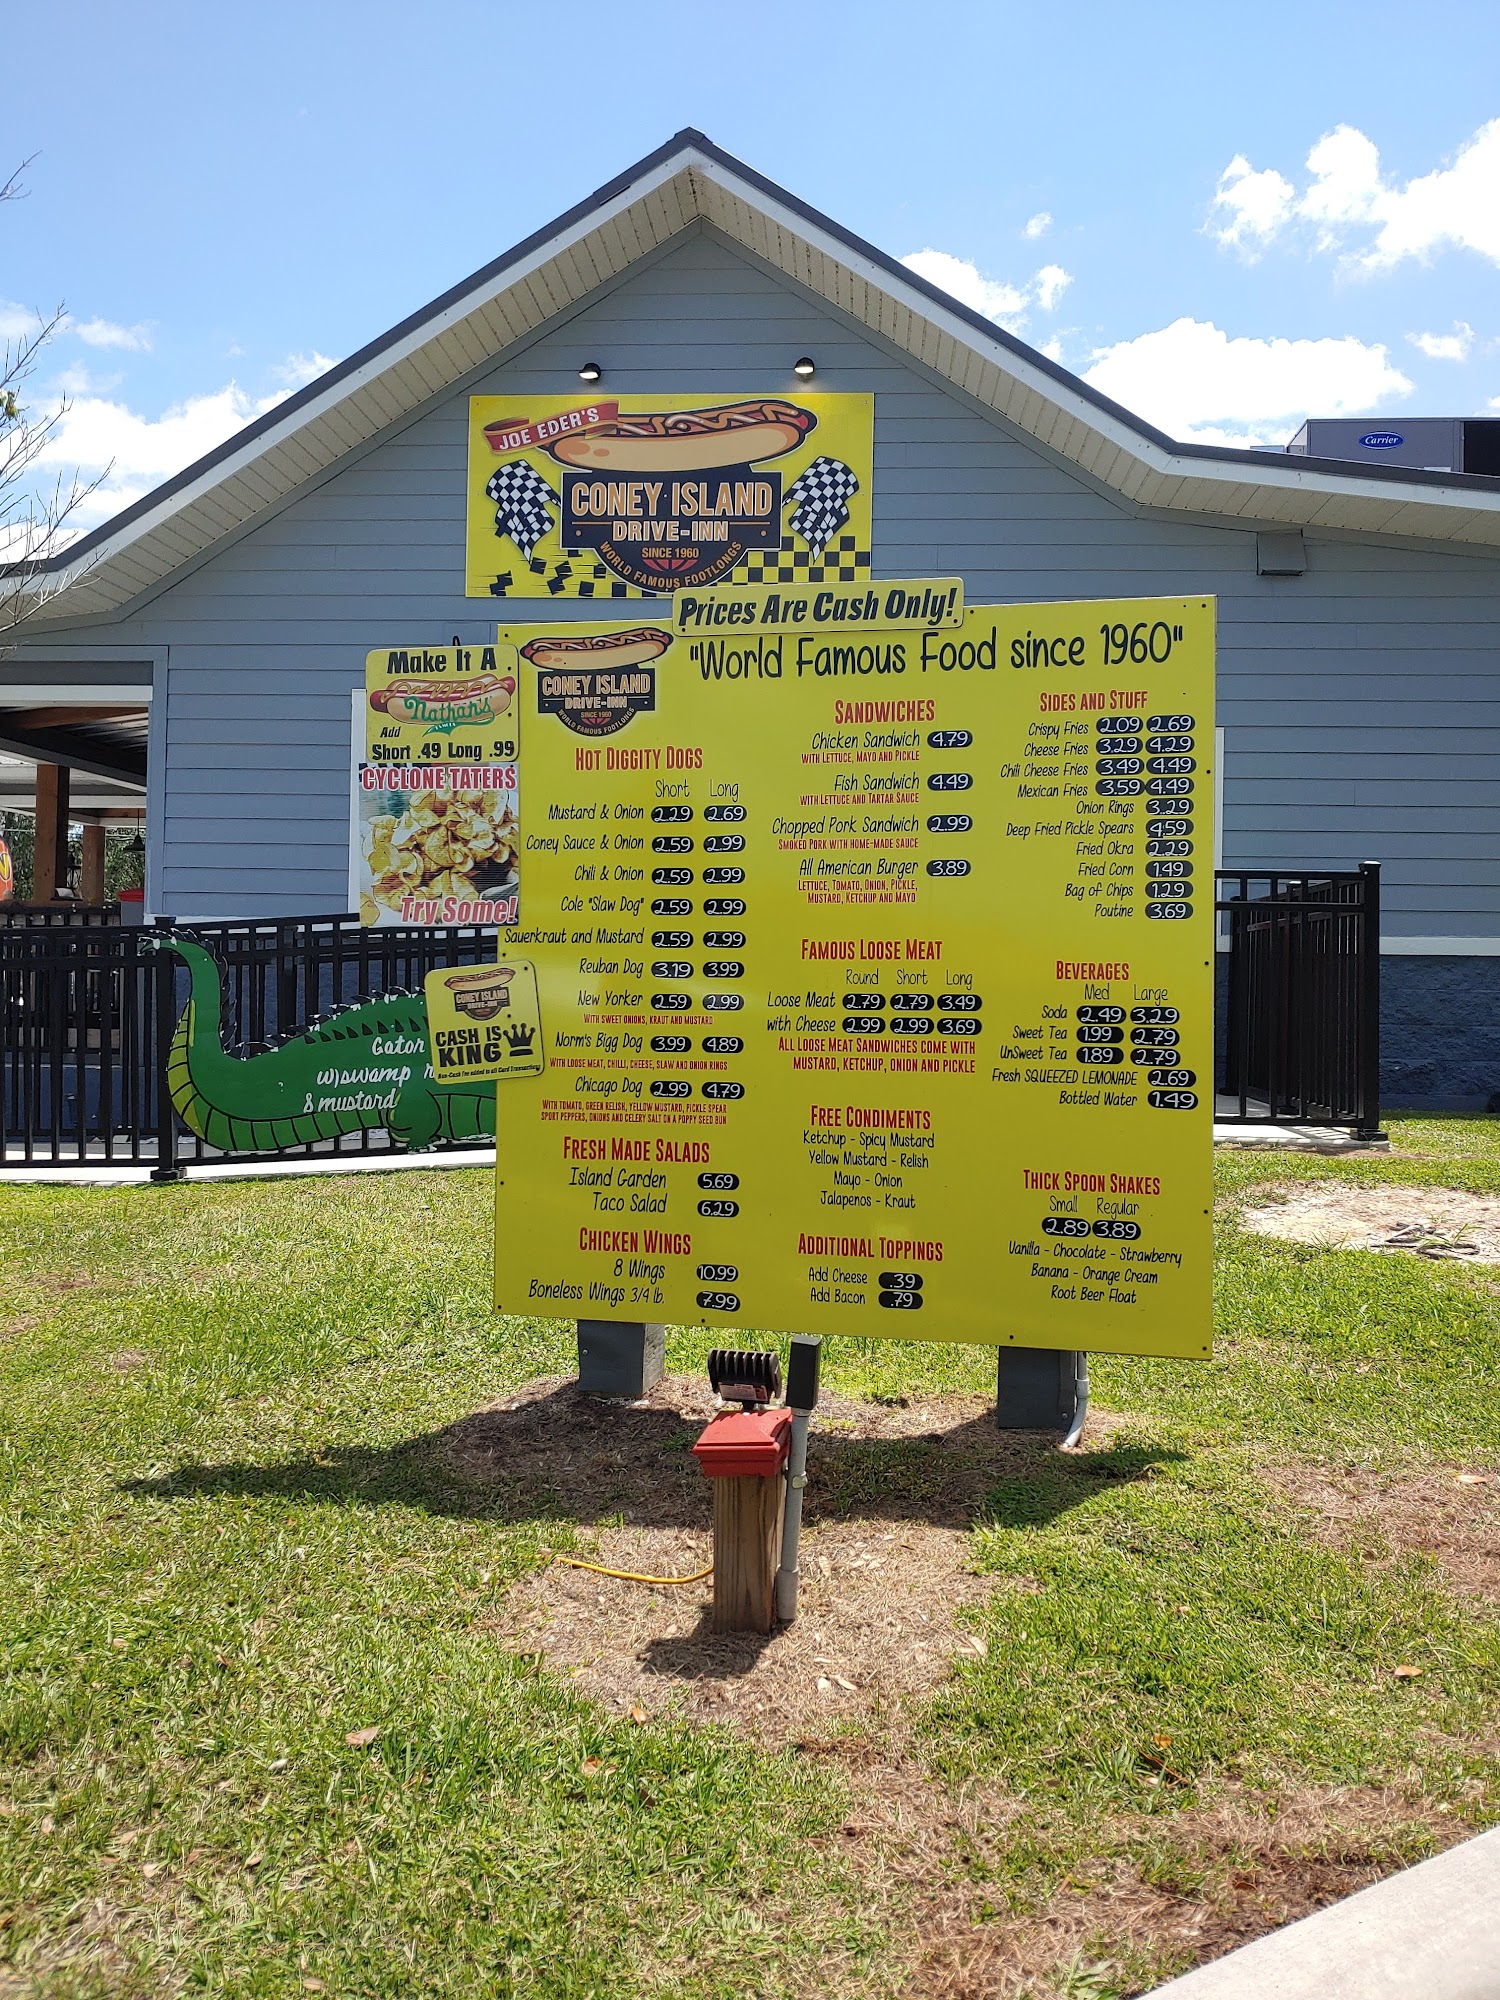 Carrier
JOE EDER'S
CONEY ISLAND
DRIVE-INN
SINCE 1960
WORLD FAMOUS FOOTLONGS
Prices Are Cash Only!
"World Famous Food since 1960"
CONEY ISLAND
DRIVE-INN
SINCE 1960
WORLD FAMOUS FOOTLONGS
Make It A
Nathan's
FAMOUS
Add
Short .49 Long .99
CYCLONE TATERS
Try Some!
CONEY ISLAND
DRIVE-INN
CASH IS
KING
Non-Cash Fee added to all Card Transactions
Gator
w/swamp
& mustard
HOT DIGGITY DOGS
Short Long
Mustard & Onion 2.29 2.69
Coney Sauce & Onion 2.59 2.99
Chili & Onion 2.59 2.99
Cole "Slaw Dog" 2.59 2.99
Sauerkraut and Mustard 2.59 2.99
Reuban Dog 3.19 3.99
New Yorker 2.59 2.99
WITH SWEET ONIONS, KRAUT AND MUSTARD
Norm's Bigg Dog 3.99 4.89
WITH LOOSE MEAT, CHILLI, CHEESE, SLAW AND ONION RINGS
Chicago Dog 2.99 4.79
WITH TOMATO, GREEN RELISH, YELLOW MUSTARD, PICKLE SPEAR
SPORT PEPPERS, ONIONS AND CELERY SALT ON A POPPY SEED BUN
FRESH MADE SALADS
Island Garden 5.69
Taco Salad 6.29
CHICKEN WINGS
8 Wings 10.99
Boneless Wings 3/4 lb. 7.99
SANDWICHES
Chicken Sandwich 4.79
WITH LETTUCE, MAYO AND PICKLE
Fish Sandwich 4.49
WITH LETTUCE AND TARTAR SAUCE
Chopped Pork Sandwich 2.99
SMOKED PORK WITH HOME-MADE SAUCE
All American Burger 3.89
LETTUCE, TOMATO, ONION, PICKLE,
MUSTARD, KETCHUP AND MAYO
FAMOUS LOOSE MEAT
Round Short Long
Loose Meat 2.79 2.79 3.49
with Cheese 2.99 2.99 3.69
ALL LOOSE MEAT SANDWICHES COME WITH
MUSTARD, KETCHUP, ONION AND PICKLE
FREE CONDIMENTS
Ketchup - Spicy Mustard
Yellow Mustard - Relish
Mayo - Onion
Jalapenos - Kraut
ADDITIONAL TOPPINGS
Add Cheese .39
Add Bacon .79
SIDES AND STUFF
Crispy Fries 2.09 2.69
Cheese Fries 3.29 4.29
Chili Cheese Fries 3.49 4.49
Mexican Fries 3.59 4.49
Onion Rings 3.29
Deep Fried Pickle Spears 4.59
Fried Okra 2.29
Fried Corn 1.49
Bag of Chips 1.29
Poutine 3.69
BEVERAGES
Med Large
Soda 2.49 3.29
Sweet Tea 1.99 2.79
UnSweet Tea 1.89 2.79
Fresh SQUEEZED LEMONADE 2.69
Bottled Water 1.49
THICK SPOON SHAKES
Small Regular
2.89 3.89
Vanilla - Chocolate - Strawberry
Banana - Orange Cream
Root Beer Float